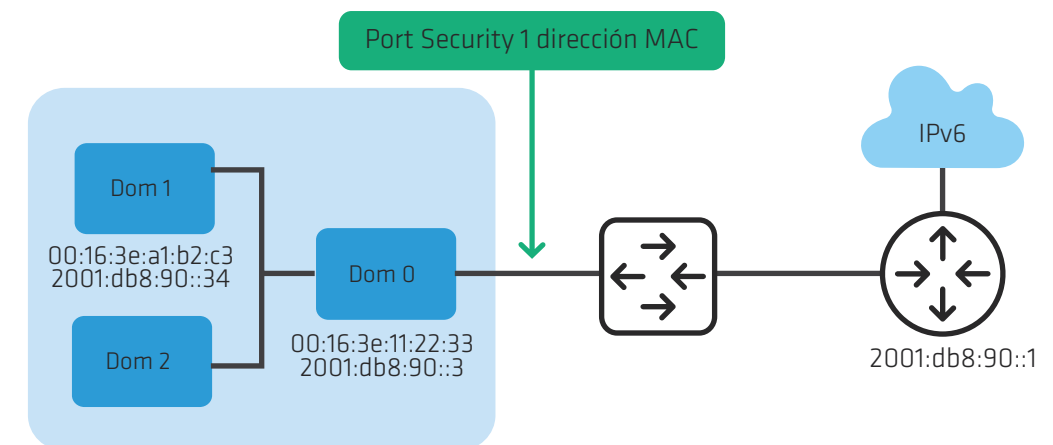 Port Security 1 dirección MAC
IPv6
Dom 1
00:16:3e:a1:b2:c3
2001:db8:90::34
Dom 0
00:16:3e:11:22:33
2001:db8:90::3
Dom 2
2001:db8:90::1